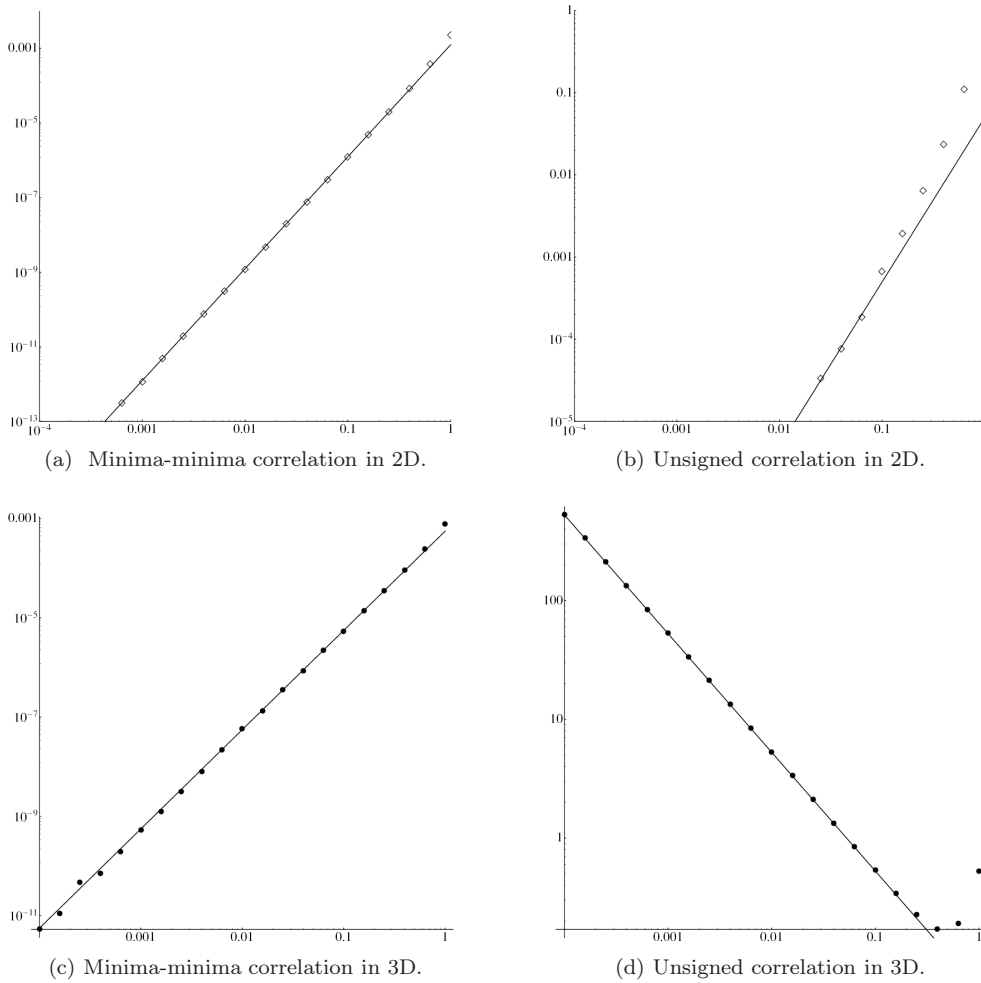 0.001
10⁻⁵
10⁻⁷
10⁻⁹
10⁻¹¹
10⁻¹³
10⁻⁴ 0.001 0.01 0.1 1
(a) Minima-minima correlation in 2D.
1
0.1
0.01
0.001
10⁻⁴
10⁻⁵
10⁻⁴ 0.001 0.01 0.1
(b) Unsigned correlation in 2D.
0.001
10⁻⁵
10⁻⁷
10⁻⁹
10⁻¹¹
0.001 0.01 0.1 1
(c) Minima-minima correlation in 3D.
100
10
1
0.001 0.01 0.1 1
(d) Unsigned correlation in 3D.